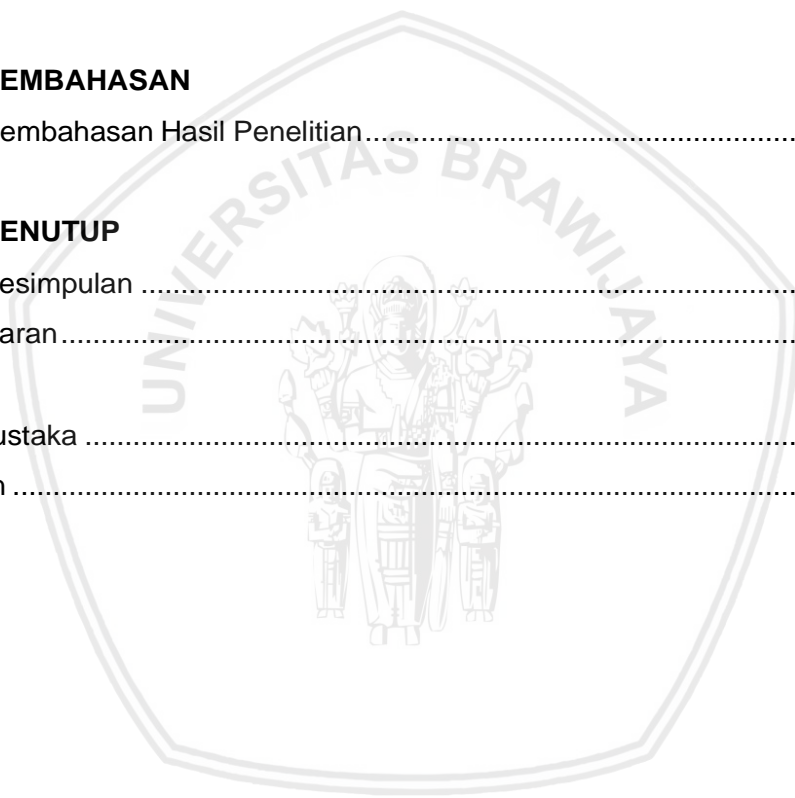 EMBAHASAN
embahasan Hasil Penelitian..............................................................
ENUTUP
esimpulan ..........................................................................................
aran.....................................................................................................
ustaka .................................................................................................
n ...........................................................................................................
UNIVERSITAS BRAWIJAYA